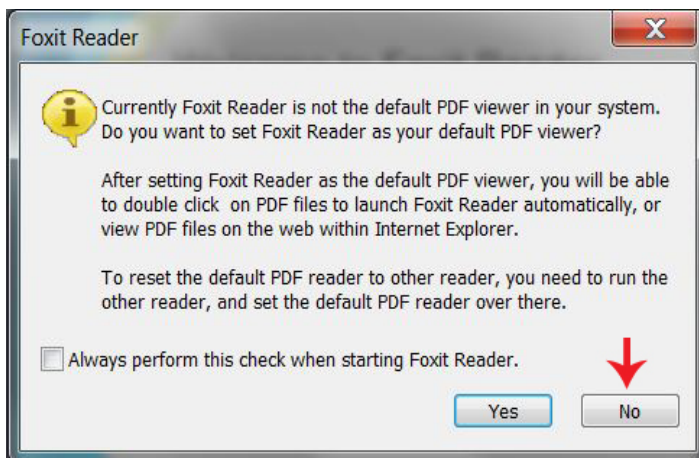 Foxit Reader
Currently Foxit Reader is not the default PDF viewer in your system.
Do you want to set Foxit Reader as your default PDF viewer?
After setting Foxit Reader as the default PDF viewer, you will be able
to double click on PDF files to launch Foxit Reader automatically, or
view PDF files on the web within Internet Explorer.
To reset the default PDF reader to other reader, you need to run the
other reader, and set the default PDF reader over there.
Always perform this check when starting Foxit Reader.
Yes No